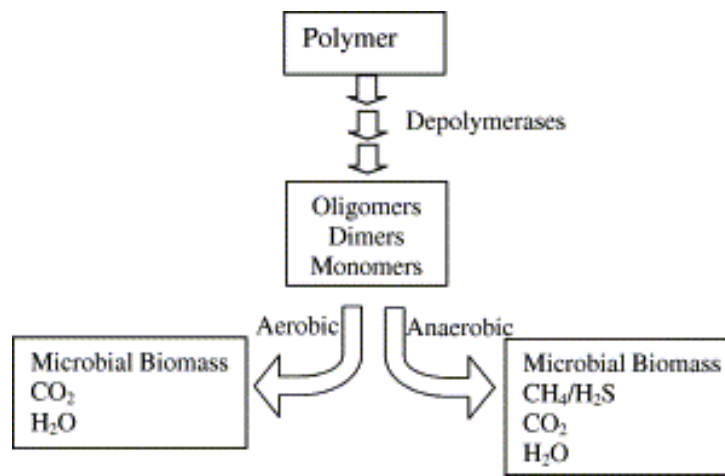 Polymer
Depolymerases
Oligomers
Dimers
Monomers
Aerobic
Anaerobic
Microbial Biomass
CO₂
H₂O
Microbial Biomass
CH₄/H₂S
CO₂
H₂O